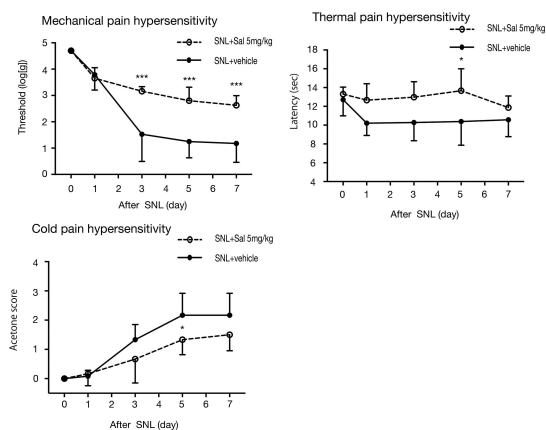 Mechanical pain hypersensitivity
SNL+Sal 5mg/kg
SNL+vehicle
Threshold (log[g])
5
4
3
2
1
0
***
***
***
0 1 2 3 4 5 6 7
After SNL (day)
Thermal pain hypersensitivity
SNL+Sal 5mg/kg
SNL+vehicle
Latency (sec)
18
16
14
12
10
8
6
4
*
0 1 2 3 4 5 6 7
After SNL (day)
Cold pain hypersensitivity
SNL+Sal 5mg/kg
SNL+vehicle
Acetone score
4
3
2
1
0
*
0 1 2 3 4 5 6 7
After SNL (day)